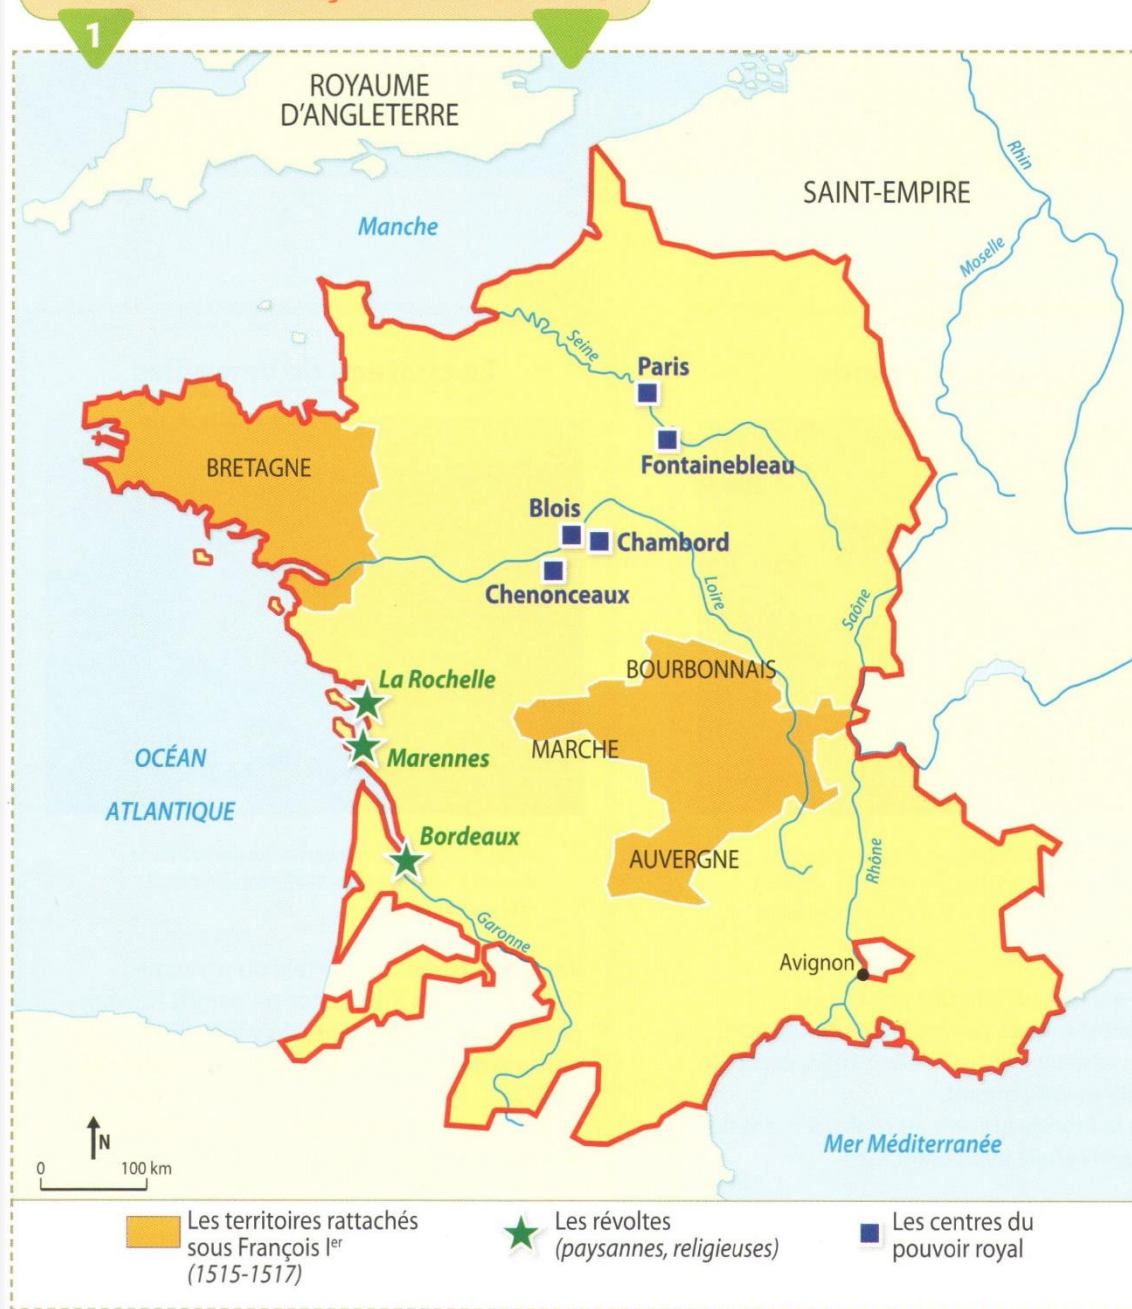 1
ROYAUME
D'ANGLETERRE
Rhin
SAINT-EMPIRE
Manche
Moselle
Seine
Paris
BRETAGNE
Fontainebleau
Blois
Chambord
Chenonceaux
Loire
Saône
BOURBONNAIS
La Rochelle
MARCHE
OCÉAN
Marennes
ATLANTIQUE
Bordeaux
AUVERGNE
Rhône
Garonne
Avignon
N
0 100 km
Mer Méditerranée
Les territoires rattachés
sous François Ier
(1515-1517)
Les révoltes
(paysannes, religieuses)
Les centres du
pouvoir royal